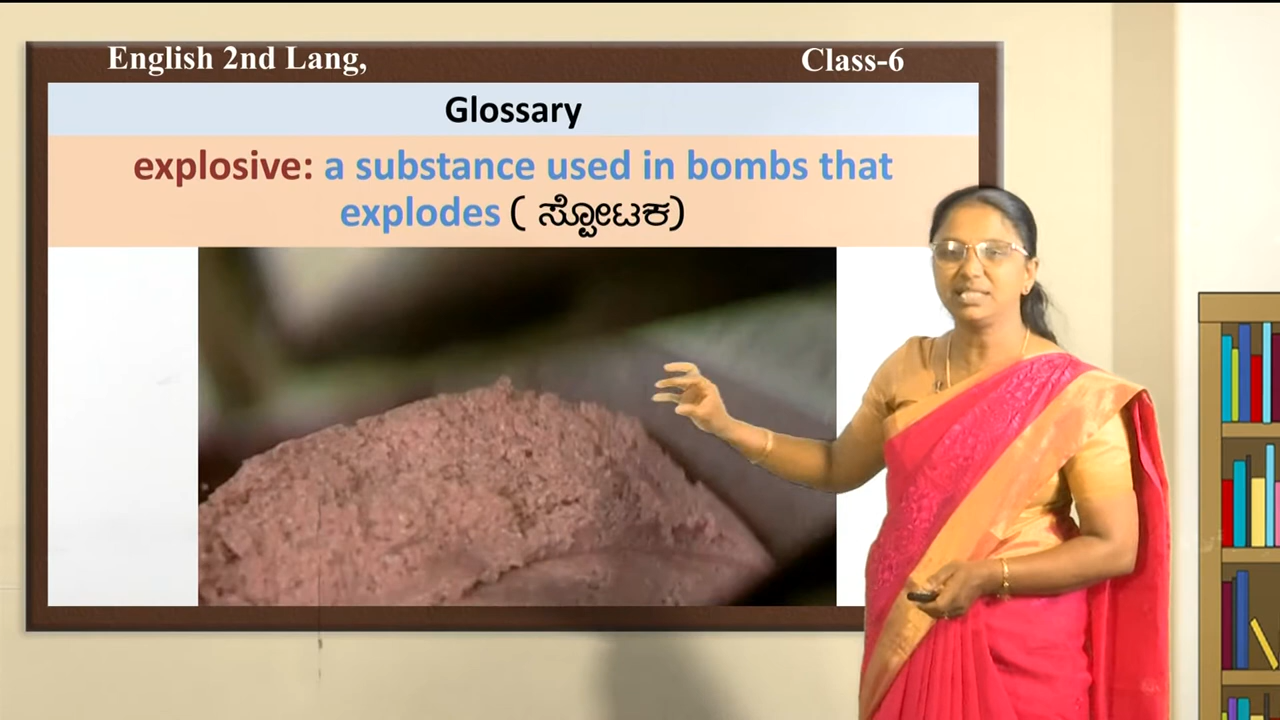 English 2nd Lang,
Class-6
Glossary
explosive: a substance used in bombs that
explodes ( ಸ್ಪೋಟಕ)